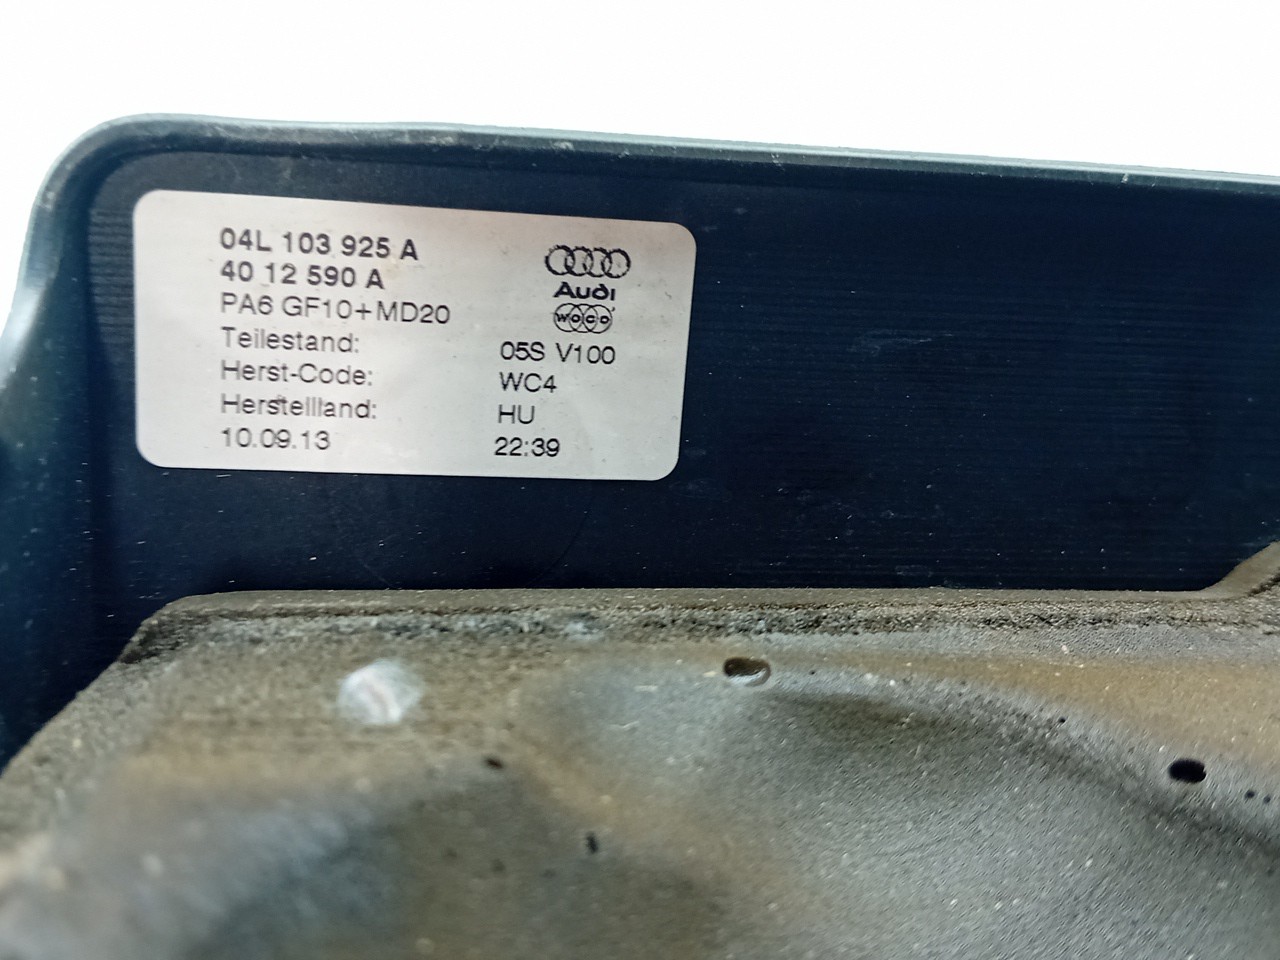 04L 103 925 A
40 12 590 A
PA6 GF10+MD20
Audi
WOCO
Teilestand: 05S V100
Herst-Code: WC4
Herstellland: HU
10.09.13 22:39